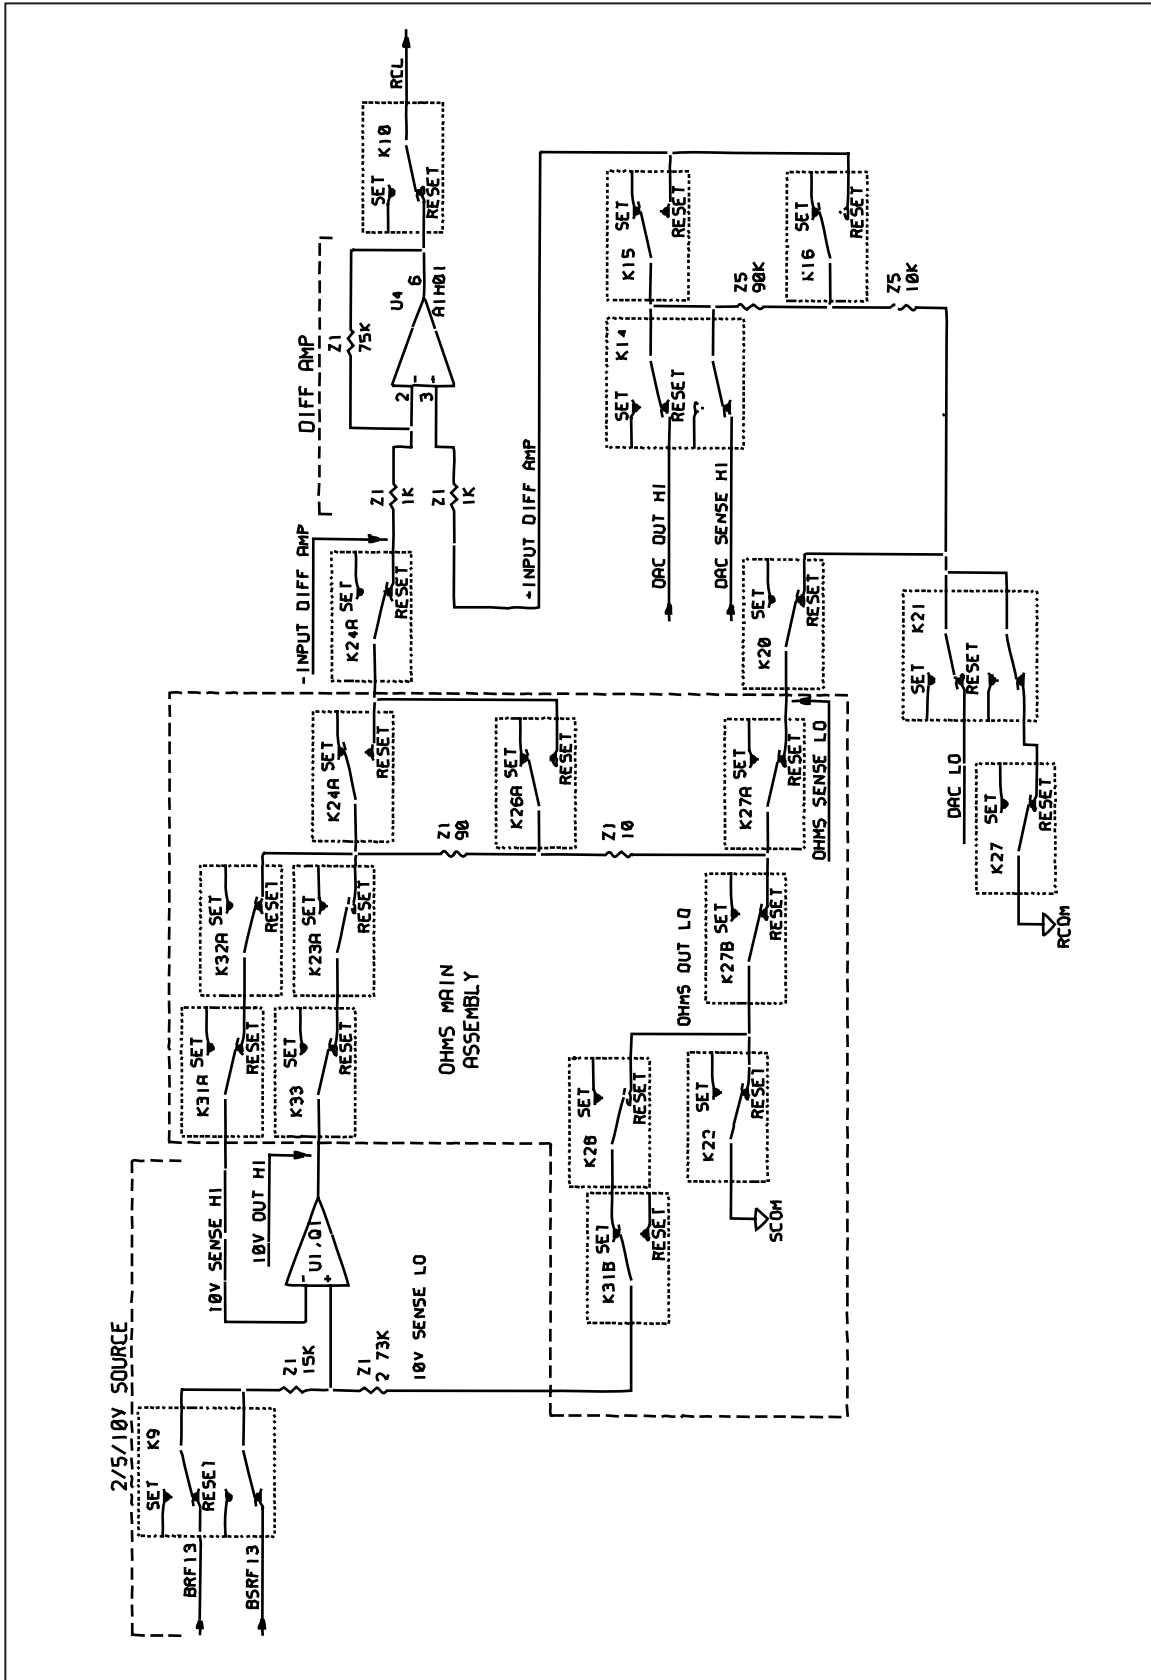 2/5/10V SOURCE
BRF13
BSRF13
SET
K9
RESET
Z1
15K
Z1
2 73K
10V SENSE LO
10V SENSE HI
10V OUT HI
U1,Q1
-
+
K31A SET
RESET
K33
SET
RESET
K32A SET
RESET
K23A SET
RESET
OHMS MAIN
ASSEMBLY
K31B SET
RESET
K28
SET
RESET
SCOM
K22
SET
RESET
OHMS OUT LO
K27B SET
RESET
Z1
90
Z1
10
K24A SET
RESET
K26A SET
RESET
K27A SET
RESET
OHMS SENSE LO
-INPUT DIFF AMP
K24A SET
RESET
DIFF AMP
Z1
1K
Z1
1K
Z1
75K
2
3
-
+
U4
6
A1H01
SET
K10
RESET
RCL
+INPUT DIFF AMP
DAC OUT HI
DAC SENSE HI
SET
K14
RESET
K15
SET
RESET
K16
SET
RESET
Z5
90K
Z5
10K
K20
SET
RESET
SET
K21
RESET
DAC LO
K27
SET
RESET
RCOM